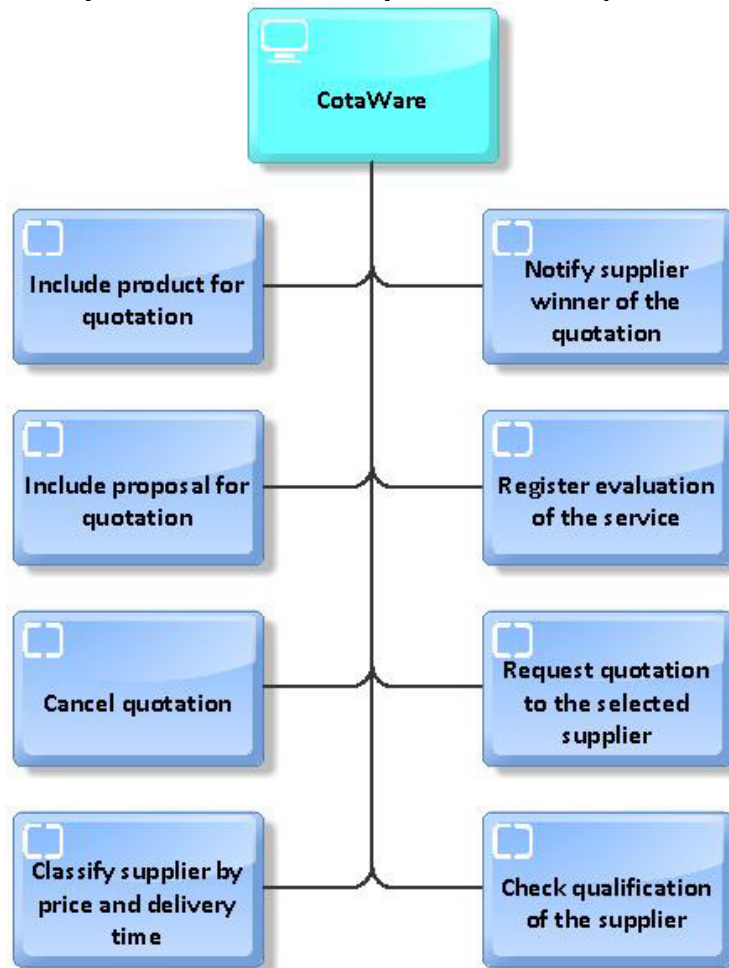 CotaWare
Include product for
quotation
Notify supplier
winner of the
quotation
Include proposal for
quotation
Register evaluation
of the service
Cancel quotation
Request quotation
to the selected
supplier
Classify supplier by
price and delivery
time
Check qualification
of the supplier